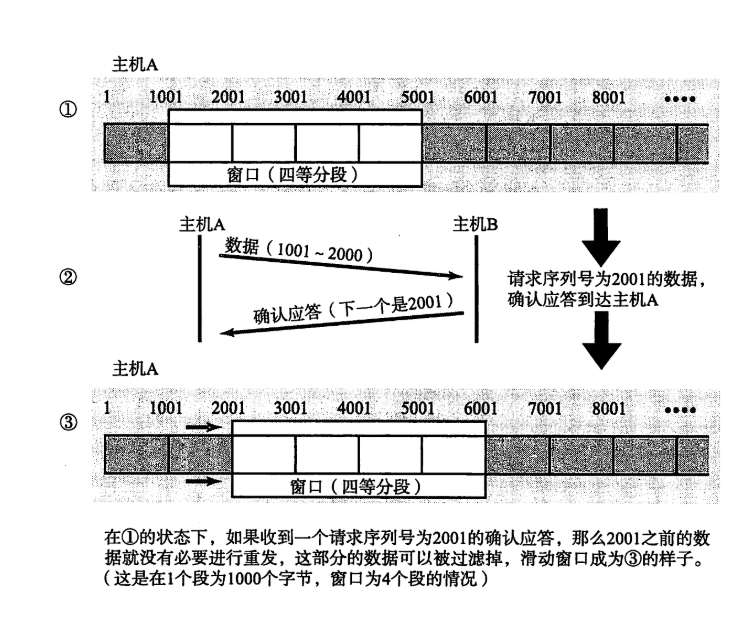 主机A
① 1 1001 2001 3001 4001 5001 6001 7001 8001 ····
窗口（四等分段）
主机A 主机B
数据（1001～2000）
② 请求序列号为2001的数据，
确认应答到达主机A
确认应答（下一个是2001）
主机A
③ 1 1001 2001 3001 4001 5001 6001 7001 8001 ····
窗口（四等分段）
在①的状态下，如果收到一个请求序列号为2001的确认应答，那么2001之前的数
据就没有必要进行重发，这部分的数据可以被过滤掉，滑动窗口成为③的样子。
（这是在1个段为1000个字节，窗口为4个段的情况）